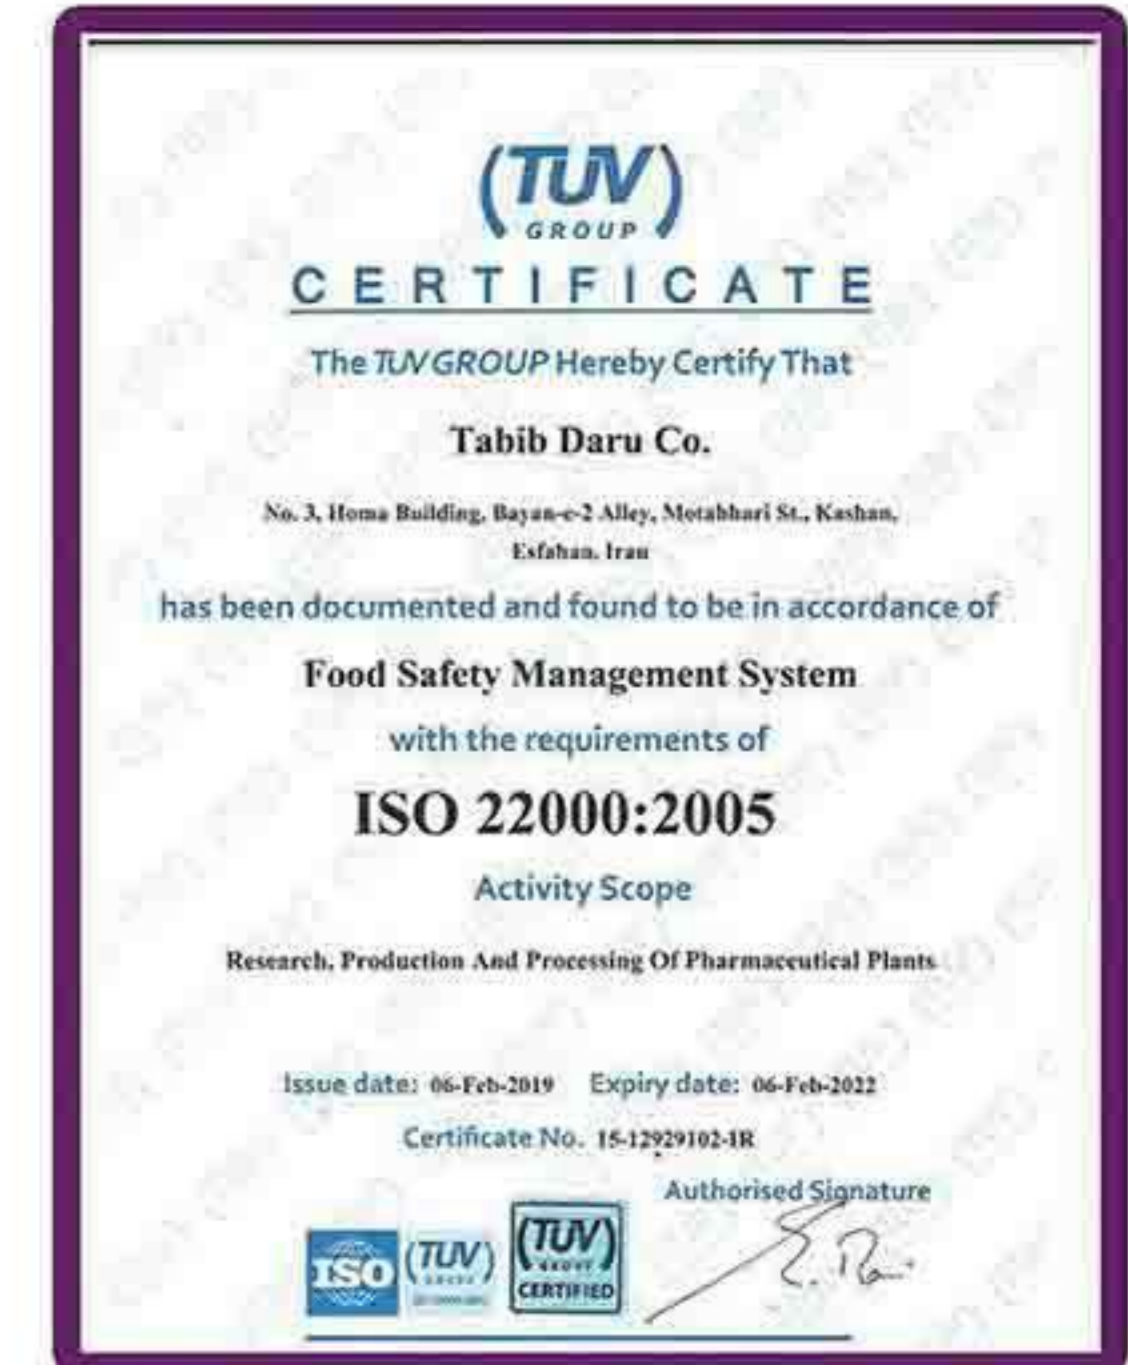 (TUV)
GROUP
CERTIFICATE
The TUV GROUP Hereby Certify That
Tabib Daru Co.
No. 3, Homa Building, Bayan-e-2 Alley, Motahhari St., Kashan,
Esfahan, Iran
has been documented and found to be in accordance of
Food Safety Management System
with the requirements of
ISO 22000:2005
Activity Scope
Research, Production And Processing Of Pharmaceutical Plants
Issue date: 06-Feb-2019 Expiry date: 06-Feb-2022
Certificate No. 15-12929102-IR
Authorised Signature
ISO
(TUV)
GROUP
(TUV)
GROUP
CERTIFIED